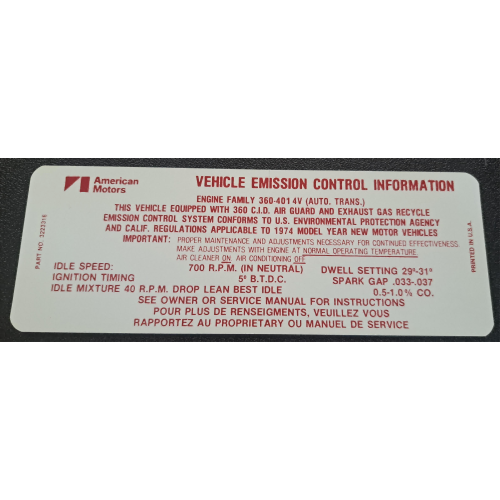 American
Motors
VEHICLE EMISSION CONTROL INFORMATION
ENGINE FAMILY 360-401 4V (AUTO. TRANS.)
THIS VEHICLE EQUIPPED WITH 360 C.I.D. AIR GUARD AND EXHAUST GAS RECYCLE
EMISSION CONTROL SYSTEM CONFORMS TO U.S. ENVIRONMENTAL PROTECTION AGENCY
AND CALIF. REGULATIONS APPLICABLE TO 1974 MODEL YEAR NEW MOTOR VEHICLES
IMPORTANT: PROPER MAINTENANCE AND ADJUSTMENTS NECESSARY FOR CONTINUED EFFECTIVENESS
MAKE ADJUSTMENTS WITH ENGINE AT NORMAL OPERATING TEMPERATURE
AIR CLEANER ON, AIR CONDITIONING OFF
IDLE SPEED: 700 R.P.M. (IN NEUTRAL) DWELL SETTING 29°-31°
IGNITION TIMING 5° B.T.D.C. SPARK GAP .033-.037
IDLE MIXTURE 40 R.P.M. DROP LEAN BEST IDLE 0.5-1.0% CO.
SEE OWNER OR SERVICE MANUAL FOR INSTRUCTIONS
POUR PLUS DE RENSEIGMENTS, VEUILLEZ VOUS
RAPPORTEZ AU PROPRIETARY OU MANUEL DE SERVICE
PART NO. 3222316
PRINTED IN U.S.A.